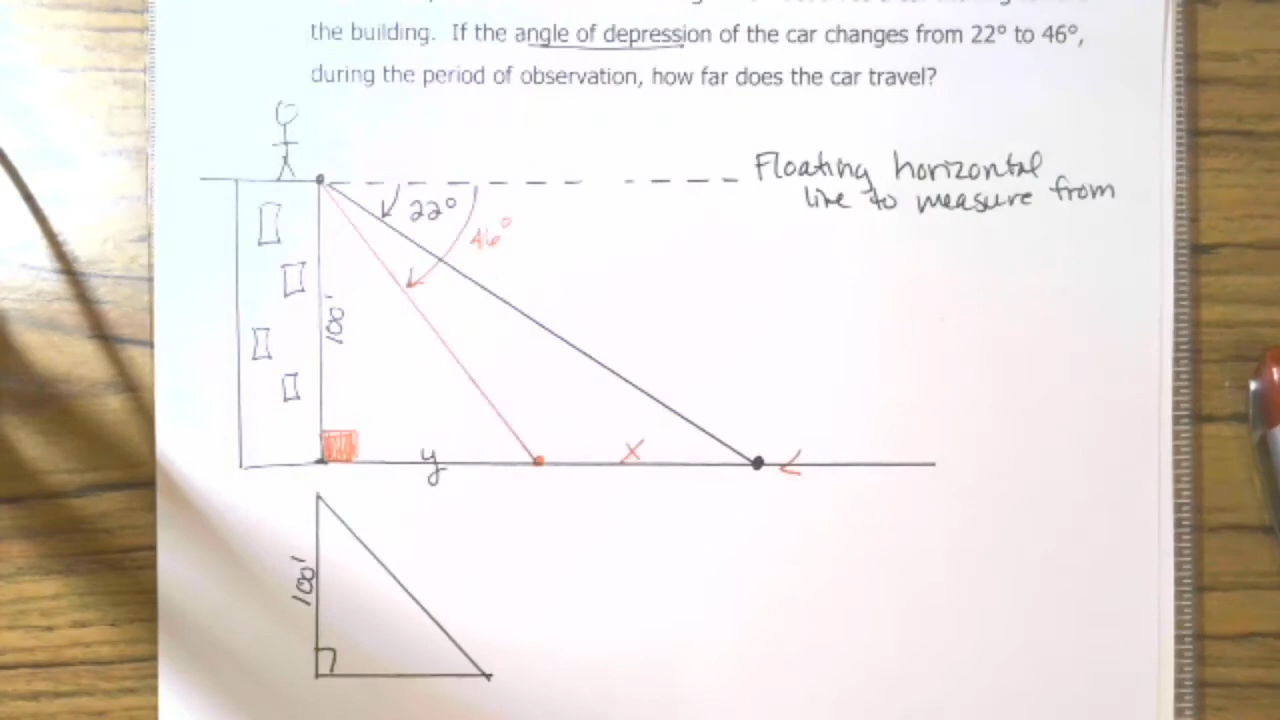 the building. If the angle of depression of the car changes from 22° to 46°,
during the period of observation, how far does the car travel?
Floating horizontal
line to measure from
22°
46°
100'
y
x
100'